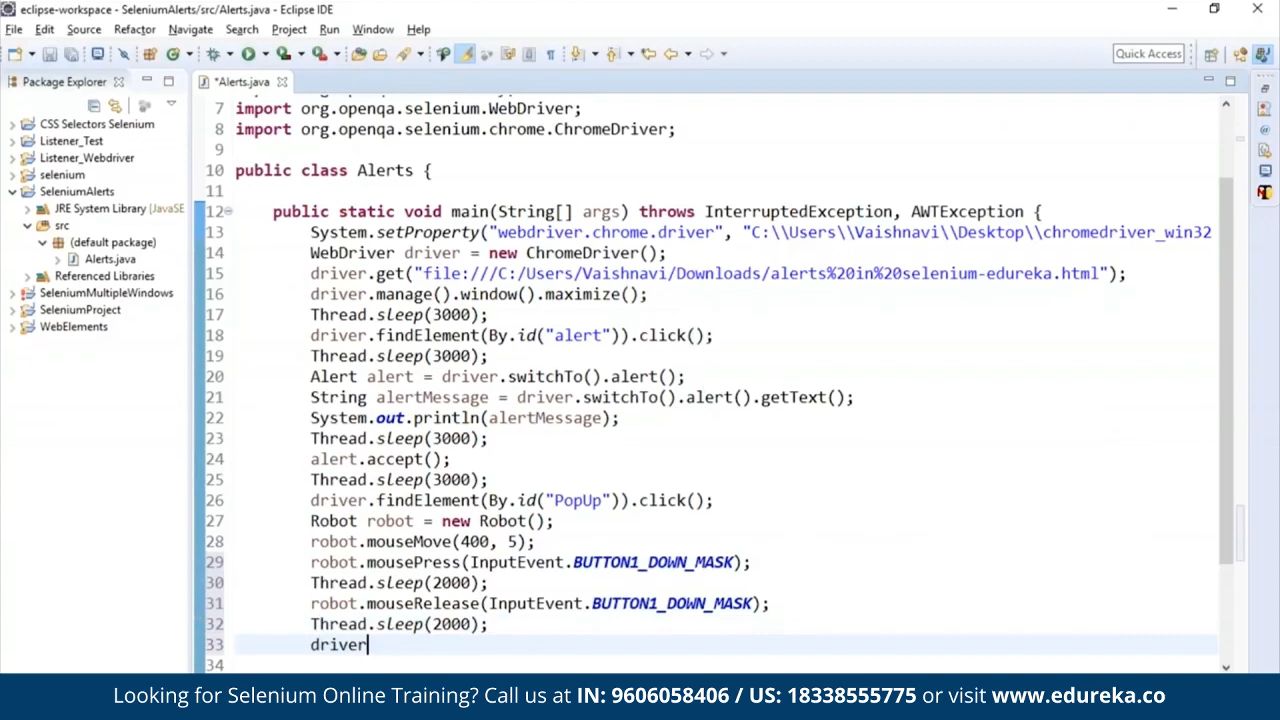 eclipse-workspace - SeleniumAlerts/src/Alerts.java - Eclipse IDE
File Edit Source Refactor Navigate Search Project Run Window Help
Quick Access
Package Explorer
*Alerts.java
CSS Selectors Selenium
Listener_Test
Listener_Webdriver
selenium
SeleniumAlerts
JRE System Library [JavaSE
src
(default package)
Alerts.java
Referenced Libraries
SeleniumMultipleWindows
SeleniumProject
WebElements
7 import org.openqa.selenium.WebDriver;
8 import org.openqa.selenium.chrome.ChromeDriver;
9
10 public class Alerts {
11
12 public static void main(String[] args) throws InterruptedException, AWTException {
13 System.setProperty("webdriver.chrome.driver", "C:\\Users\\Vaishnavi\\Desktop\\chromedriver_win32
14 WebDriver driver = new ChromeDriver();
15 driver.get("file:///C:/Users/Vaishnavi/Downloads/alerts%20in%20selenium-edureka.html");
16 driver.manage().window().maximize();
17 Thread.sleep(3000);
18 driver.findElement(By.id("alert")).click();
19 Thread.sleep(3000);
20 Alert alert = driver.switchTo().alert();
21 String alertMessage = driver.switchTo().alert().getText();
22 System.out.println(alertMessage);
23 Thread.sleep(3000);
24 alert.accept();
25 Thread.sleep(3000);
26 driver.findElement(By.id("PopUp")).click();
27 Robot robot = new Robot();
28 robot.mouseMove(400, 5);
29 robot.mousePress(InputEvent.BUTTON1_DOWN_MASK);
30 Thread.sleep(2000);
31 robot.mouseRelease(InputEvent.BUTTON1_DOWN_MASK);
32 Thread.sleep(2000);
33 driver
34
Looking for Selenium Online Training? Call us at IN: 9606058406 / US: 18338555775 or visit www.edureka.co